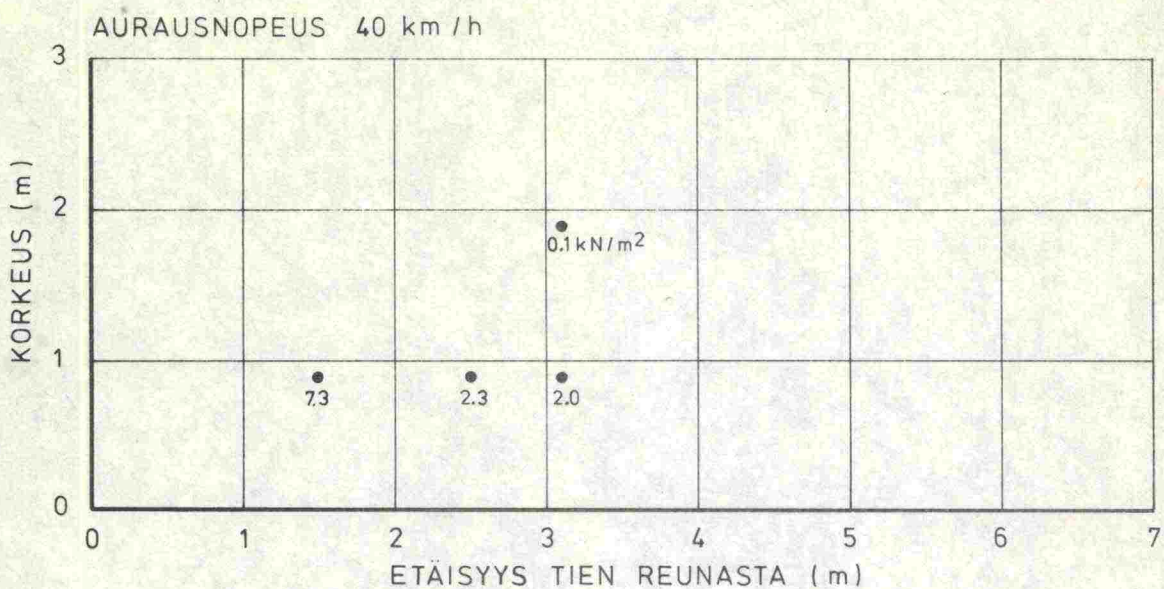 AURAUSNOPEUS 40 km/h
3
2
1
0
KORKEUS (m)
0.1 kN/m²
7.3
2.3
2.0
0 1 2 3 4 5 6 7
ETÄISYYS TIEN REUNASTA (m)